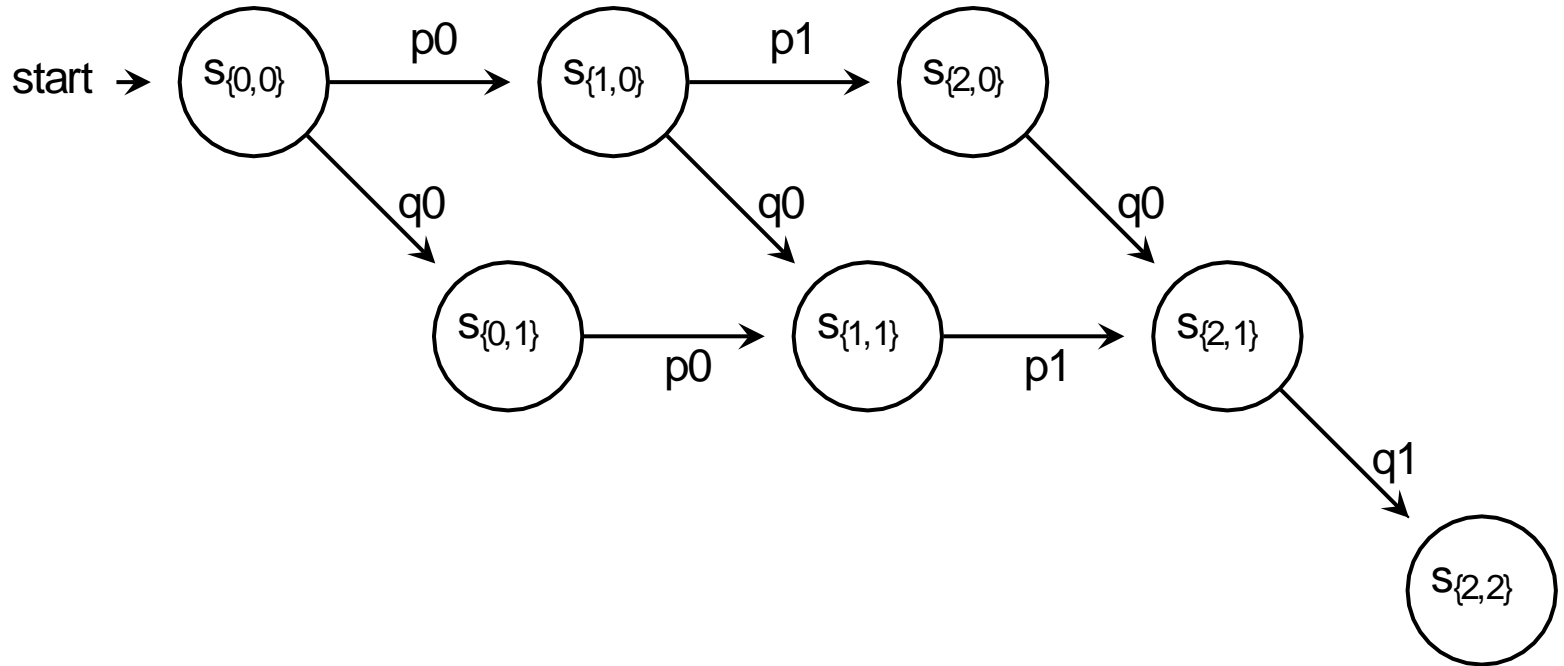 p0 p1
start s{0,0} s{1,0} s{2,0}
q0 q0 q0
s{0,1} s{1,1} s{2,1}
p0 p1
q1
s{2,2}